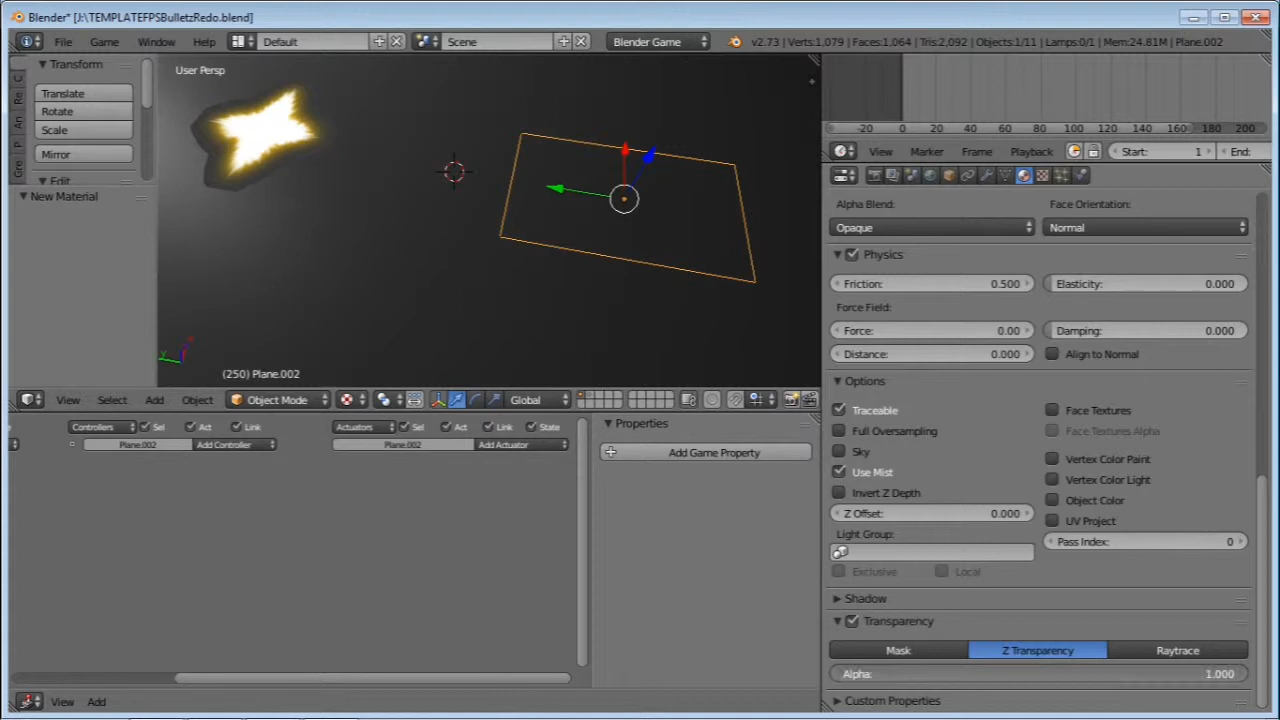 Blender* [J:\TEMPLATEFPSBulletzRedo.blend]
File Game Window Help Default Scene Blender Game v2.73 | Verts:1,079 | Faces:1,064 | Tris:2,092 | Objects:1/11 | Lamps:0/1 | Mem:24.81M | Plane.002
Transform
Translate
Rotate
Scale
Mirror
Edit
New Material
C
Re
An
P
Gre
User Persp
(250) Plane.002
View Select Add Object Object Mode Global
Controllers Sel Act Link
Plane.002 Add Controller
Actuators Sel Act Link State
Plane.002 Add Actuator
Properties
Add Game Property
View Add
-20 0 20 40 60 80 100 120 140 160 180 200
View Marker Frame Playback Start: 1 End:
Alpha Blend: Face Orientation:
Opaque Normal
Physics
Friction: 0.500 Elasticity: 0.000
Force Field:
Force: 0.00 Damping: 0.000
Distance: 0.000 Align to Normal
Options
Traceable Face Textures
Full Oversampling Face Textures Alpha
Sky Vertex Color Paint
Use Mist Vertex Color Light
Invert Z Depth Object Color
Z Offset: 0.000 UV Project
Light Group: Pass Index: 0
Exclusive Local
Shadow
Transparency
Mask Z Transparency Raytrace
Alpha: 1.000
Custom Properties